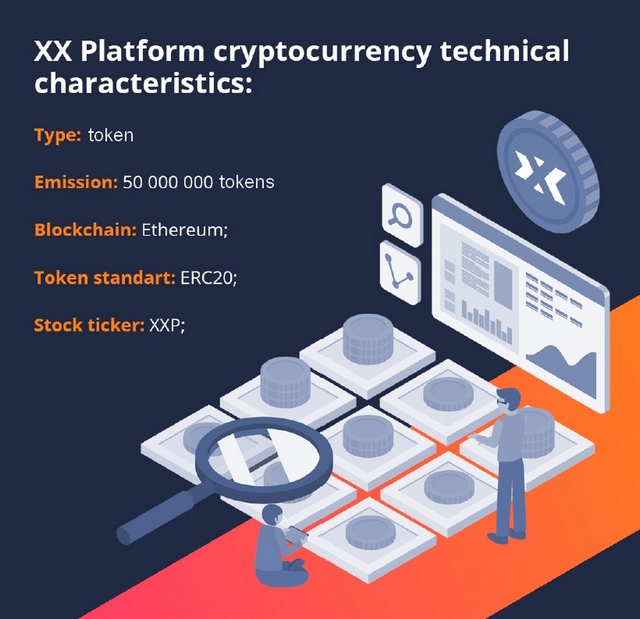 XX Platform cryptocurrency technical
characteristics:
Type: token
Emission: 50 000 000 tokens
Blockchain: Ethereum;
Token standart: ERC20;
Stock ticker: XXP;